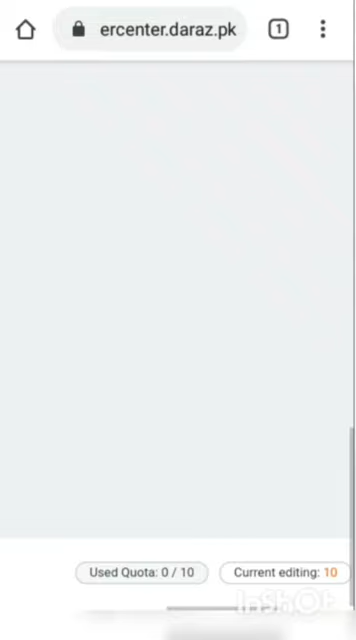 ercenter.daraz.pk
1
Used Quota: 0 / 10
Current editing: 10
InShOt